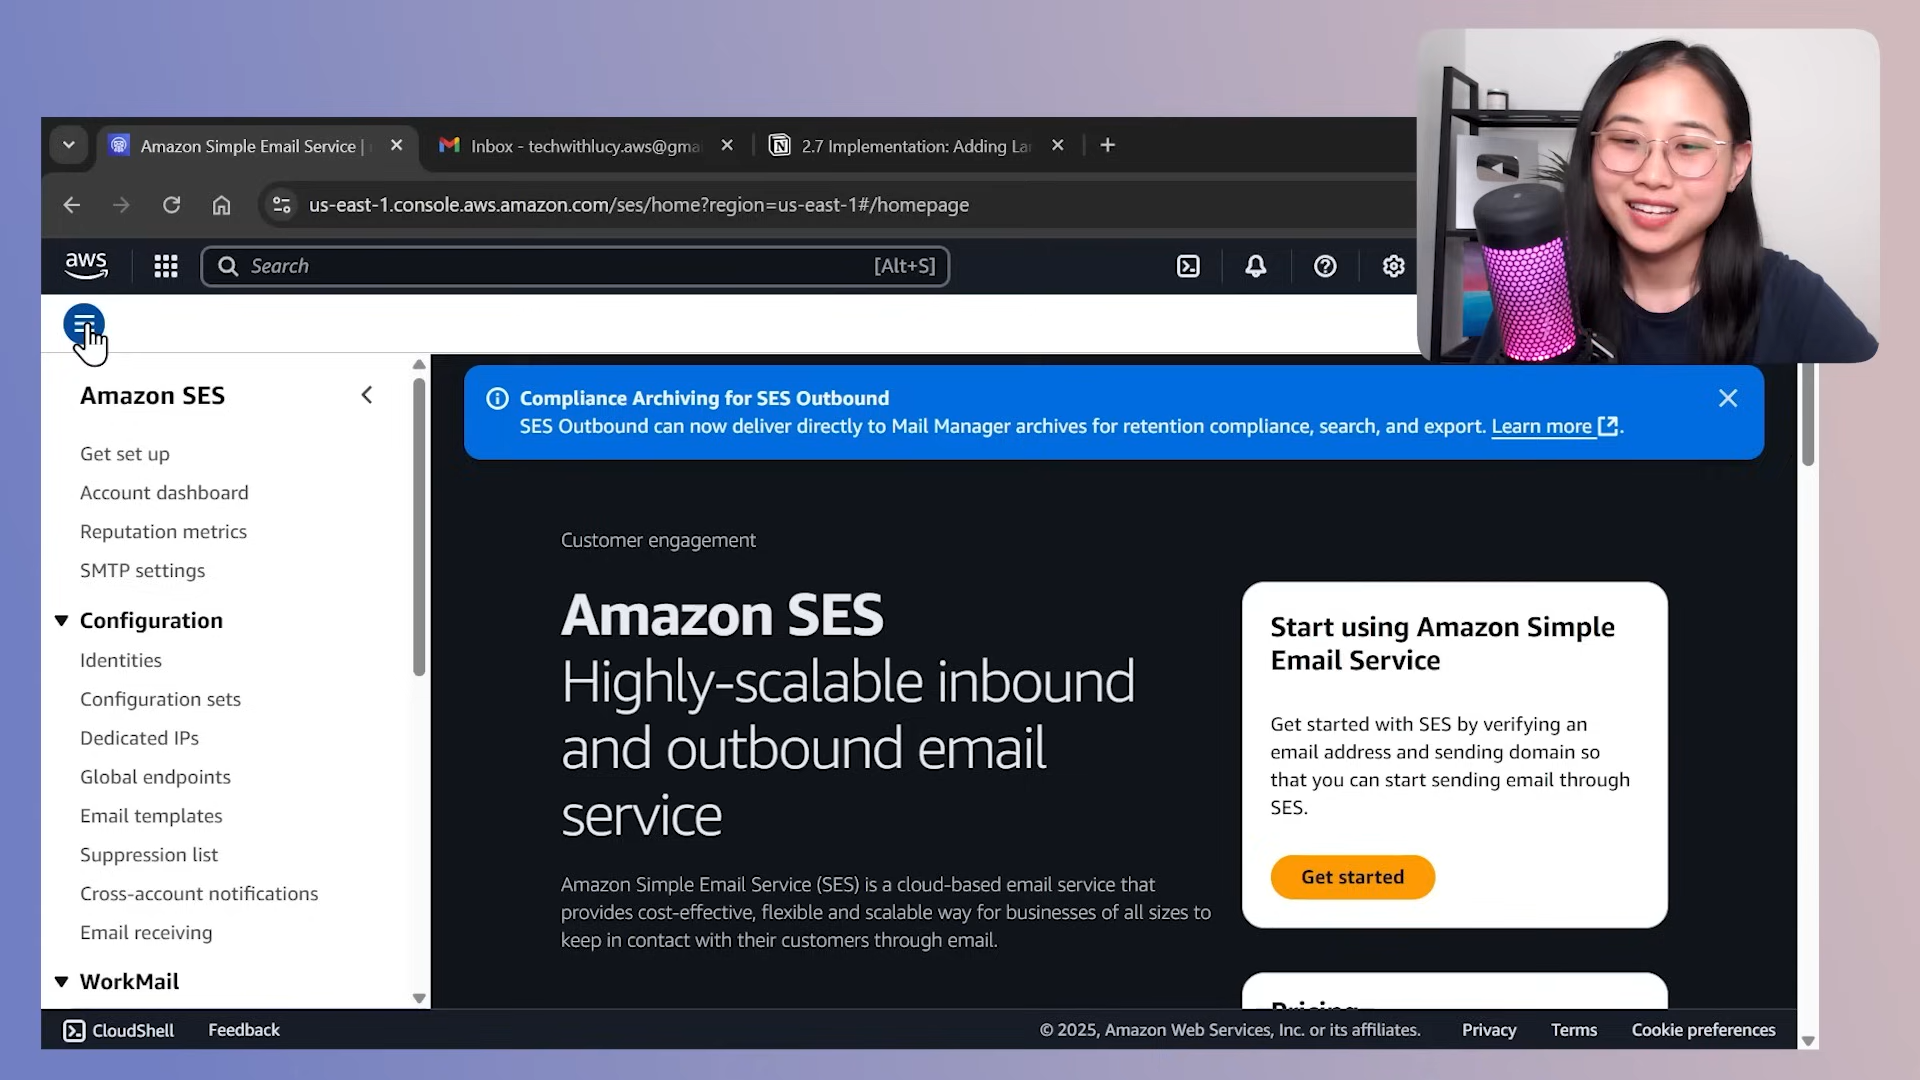 Amazon Simple Email Service |
Inbox - techwithlucy.aws@gma
2.7 Implementation: Adding La
us-east-1.console.aws.amazon.com/ses/home?region=us-east-1#/homepage
aws
Search
[Alt+S]
Amazon SES
Get set up
Account dashboard
Reputation metrics
SMTP settings
Configuration
Identities
Configuration sets
Dedicated IPs
Global endpoints
Email templates
Suppression list
Cross-account notifications
Email receiving
WorkMail
Compliance Archiving for SES Outbound
SES Outbound can now deliver directly to Mail Manager archives for retention compliance, search, and export. Learn more.
Customer engagement
Amazon SES
Highly-scalable inbound
and outbound email
service
Amazon Simple Email Service (SES) is a cloud-based email service that
provides cost-effective, flexible and scalable way for businesses of all sizes to
keep in contact with their customers through email.
Start using Amazon Simple
Email Service
Get started with SES by verifying an
email address and sending domain so
that you can start sending email through
SES.
Get started
Pricing
CloudShell
Feedback
© 2025, Amazon Web Services, Inc. or its affiliates.
Privacy
Terms
Cookie preferences